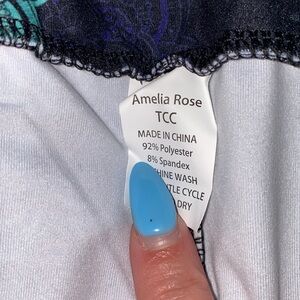 Amelia Rose
TCC
MADE IN CHINA
92% Polyester
8% Spandex
WASH
CYCLE
DRY